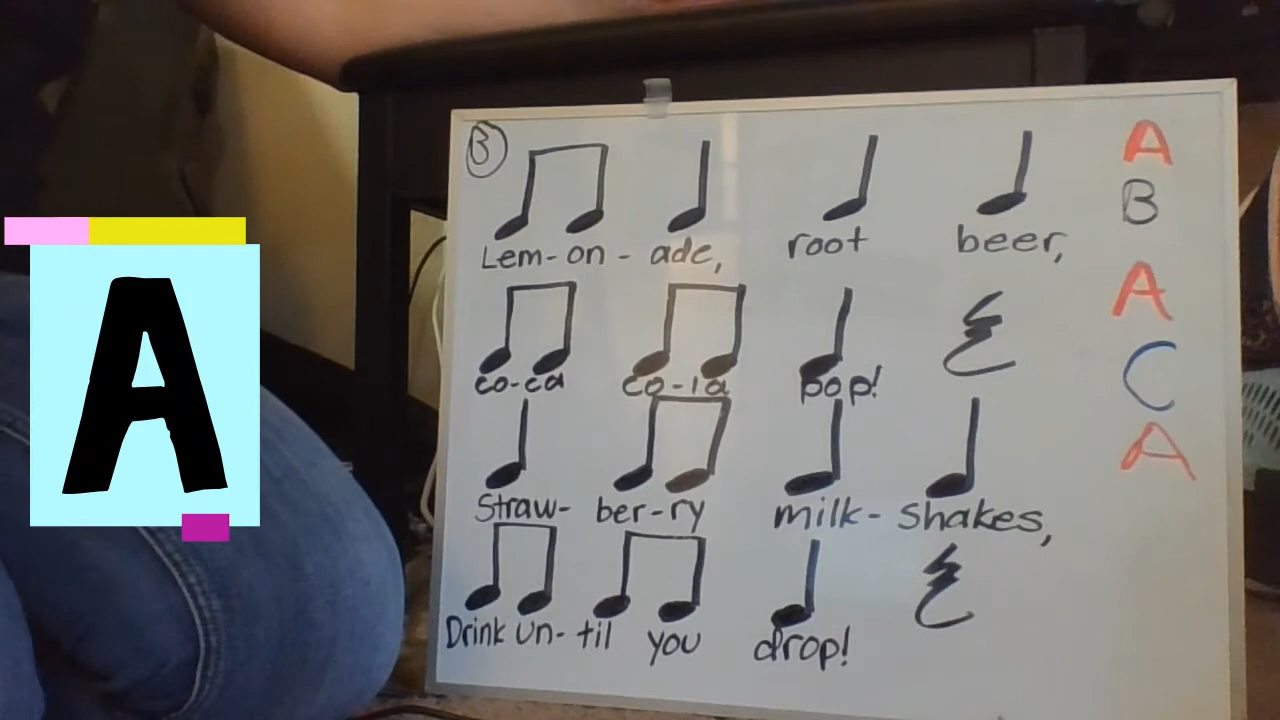 A
B
Lem-on-ade, root beer,
co-ca co-la pop!
Straw-ber-ry milk-shakes,
Drink un-til you drop!
A
B
A
C
A